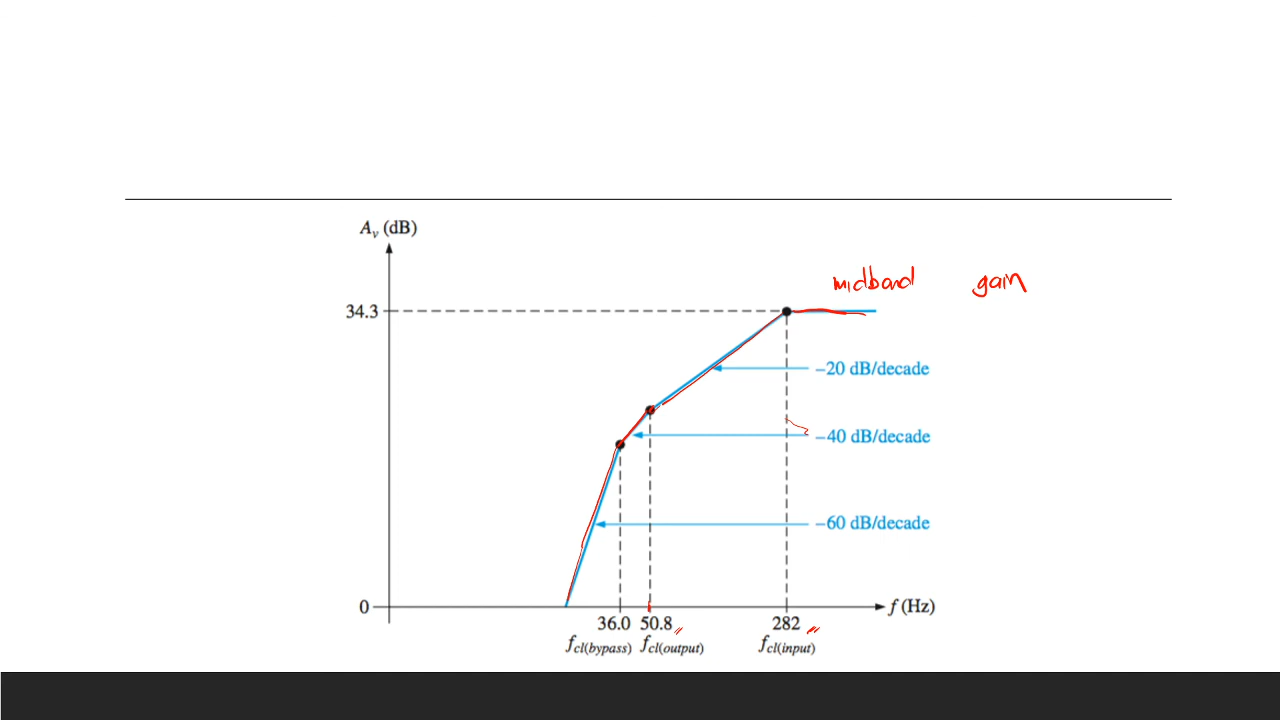 A_v (dB)
midband gain
34.3
–20 dB/decade
–40 dB/decade
–60 dB/decade
0
f (Hz)
36.0 50.8 282
f_cl(bypass) f_cl(output) f_cl(input)